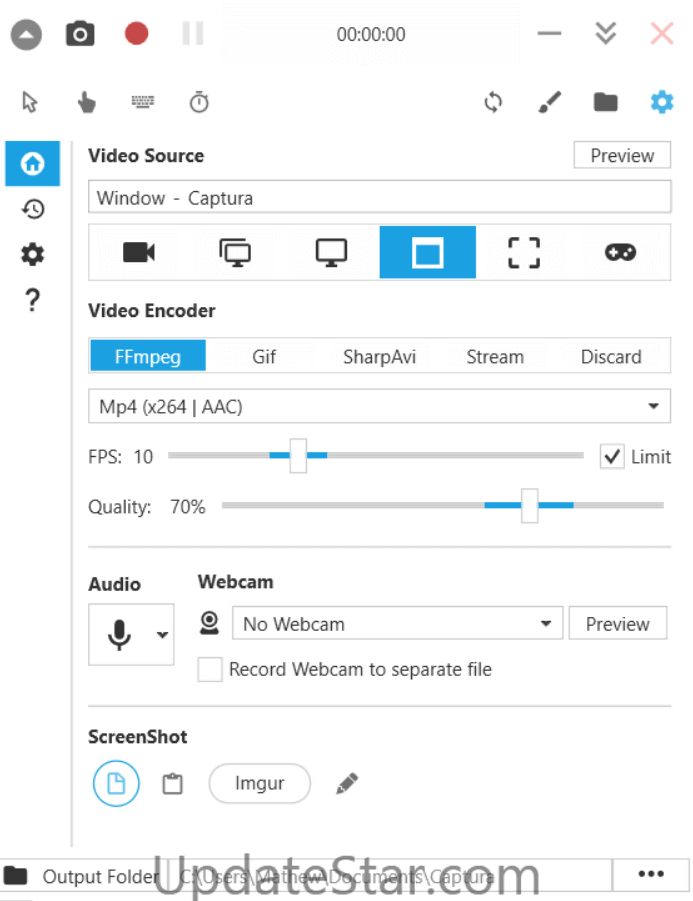 00:00:00
Video Source
Preview
Window - Captura
Video Encoder
FFmpeg Gif SharpAvi Stream Discard
Mp4 (x264 | AAC)
FPS: 10
Limit
Quality: 70%
Audio
Webcam
No Webcam
Preview
Record Webcam to separate file
ScreenShot
Imgur
Output Folder
C:\Users\Mathew\Documents\Captura
UpdateStar.com